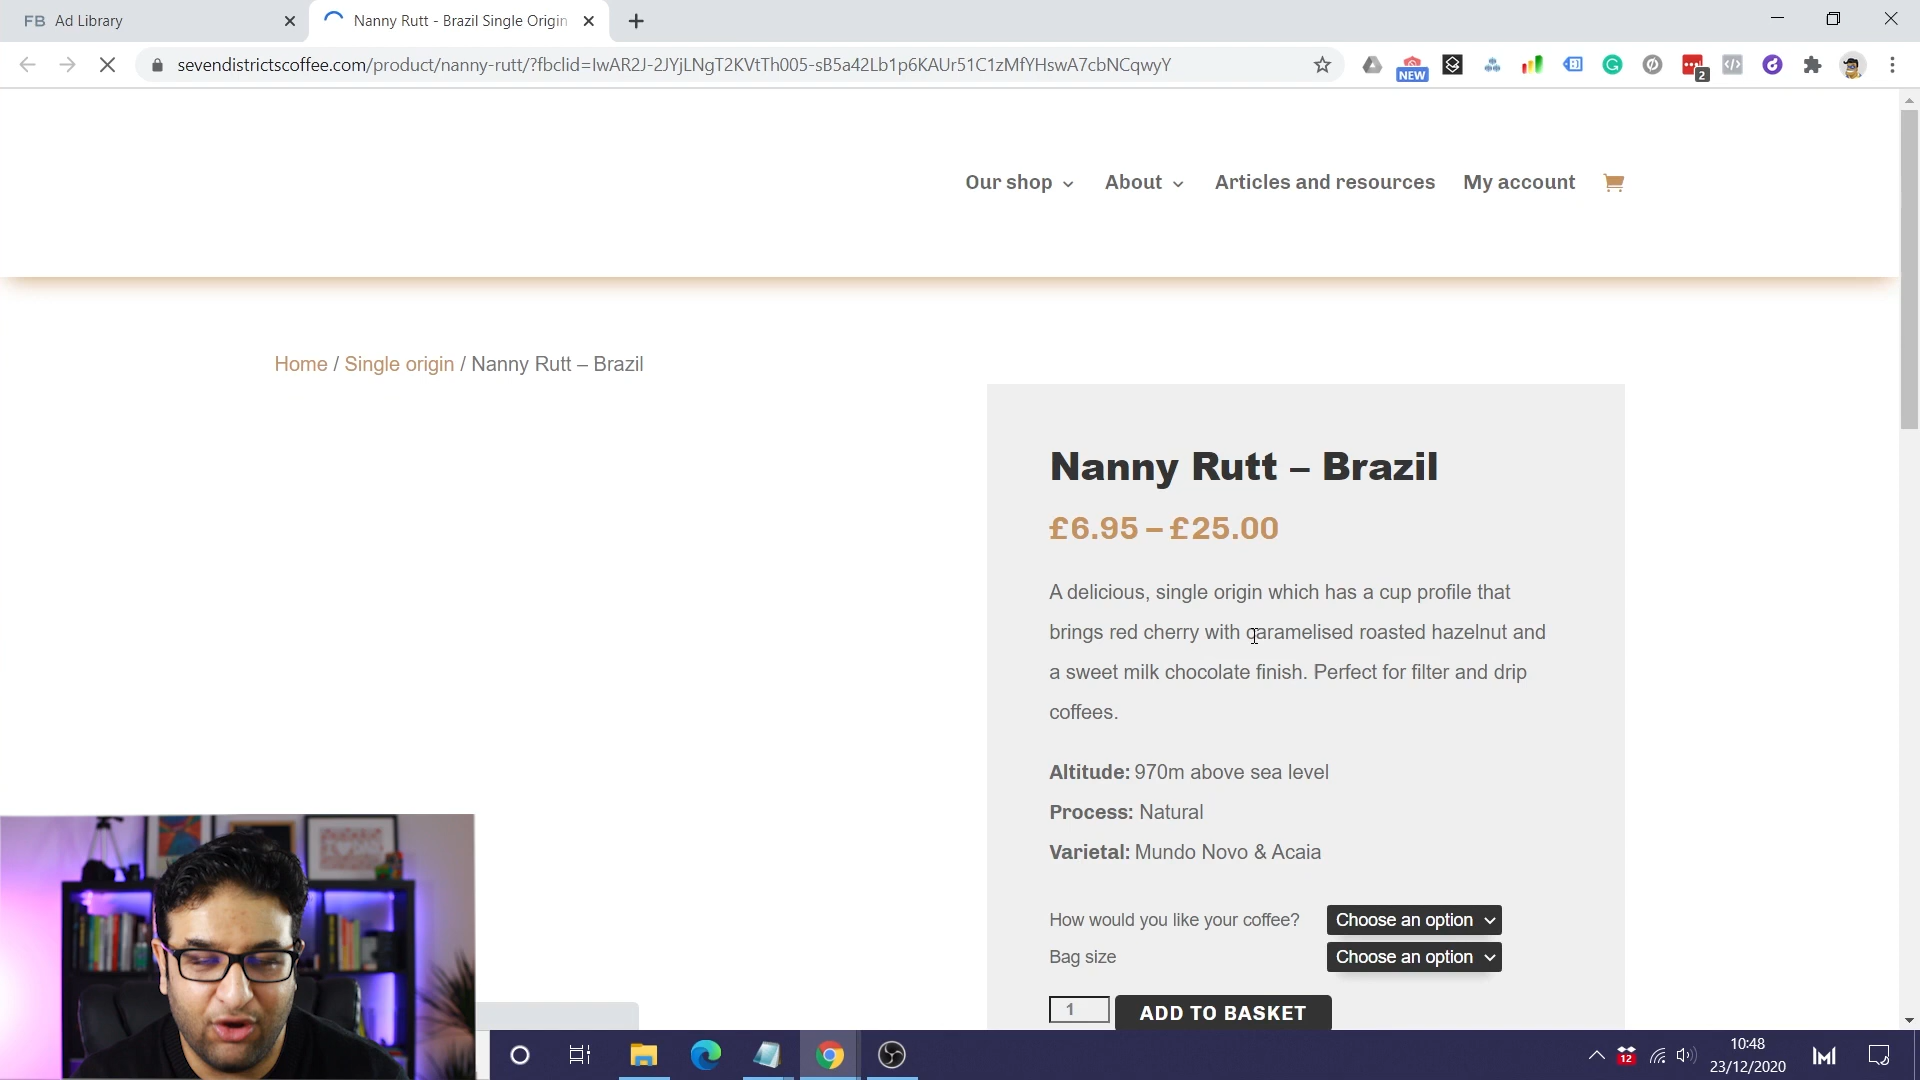 FB Ad Library
Nanny Rutt - Brazil Single Origin
sevendistrictscoffee.com/product/nanny-rutt/?fbclid=IwAR2J-2JYjLNgT2KVtTh005-sB5a42Lb1p6KAUr51C1zMfYHswA7cbNCqwyY
NEW
2
Our shop About Articles and resources My account
Home / Single origin / Nanny Rutt – Brazil
Nanny Rutt – Brazil
£6.95 – £25.00
A delicious, single origin which has a cup profile that
brings red cherry with caramelised roasted hazelnut and
a sweet milk chocolate finish. Perfect for filter and drip
coffees.
Altitude: 970m above sea level
Process: Natural
Varietal: Mundo Novo & Acaia
How would you like your coffee? Choose an option
Bag size Choose an option
1 ADD TO BASKET
12
10:48
23/12/2020